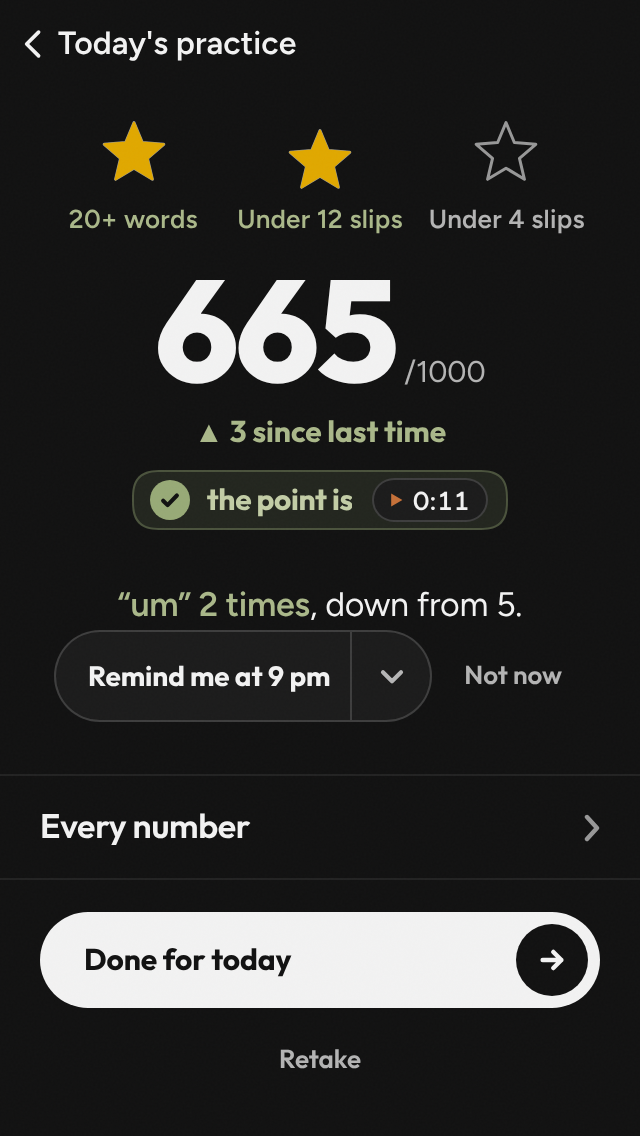 Today's practice
20+ words Under 12 slips Under 4 slips
665/1000
▲ 3 since last time
the point is 0:11
“um” 2 times, down from 5.
Remind me at 9 pm Not now
Every number
Done for today
Retake